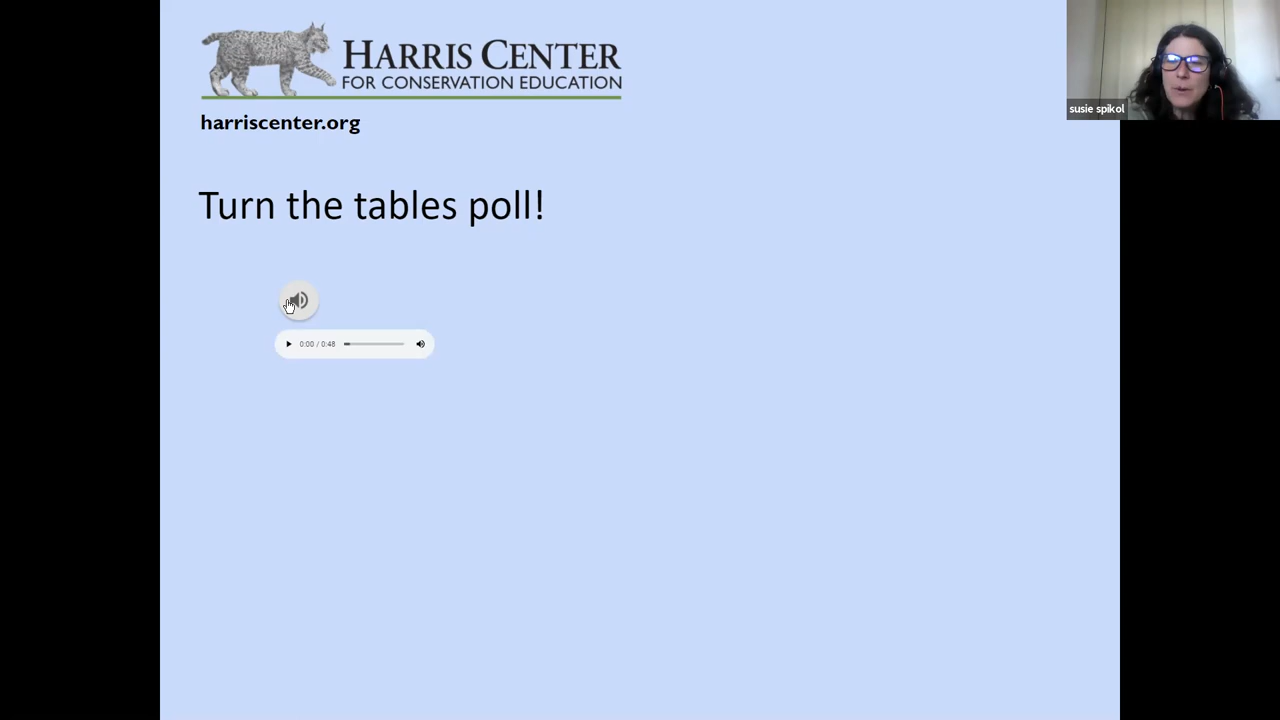 HARRIS CENTER
FOR CONSERVATION EDUCATION
susie spikol
harriscenter.org
Turn the tables poll!
0:00 / 0:48